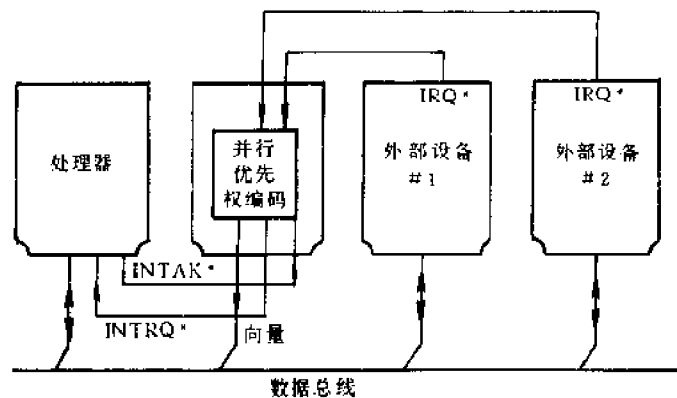 IRQ*
IRQ*
处理器
并行
优先
权编码
外部设备
#1
外部设备
#2
INTAK*
INTRQ*
向量
数据总线